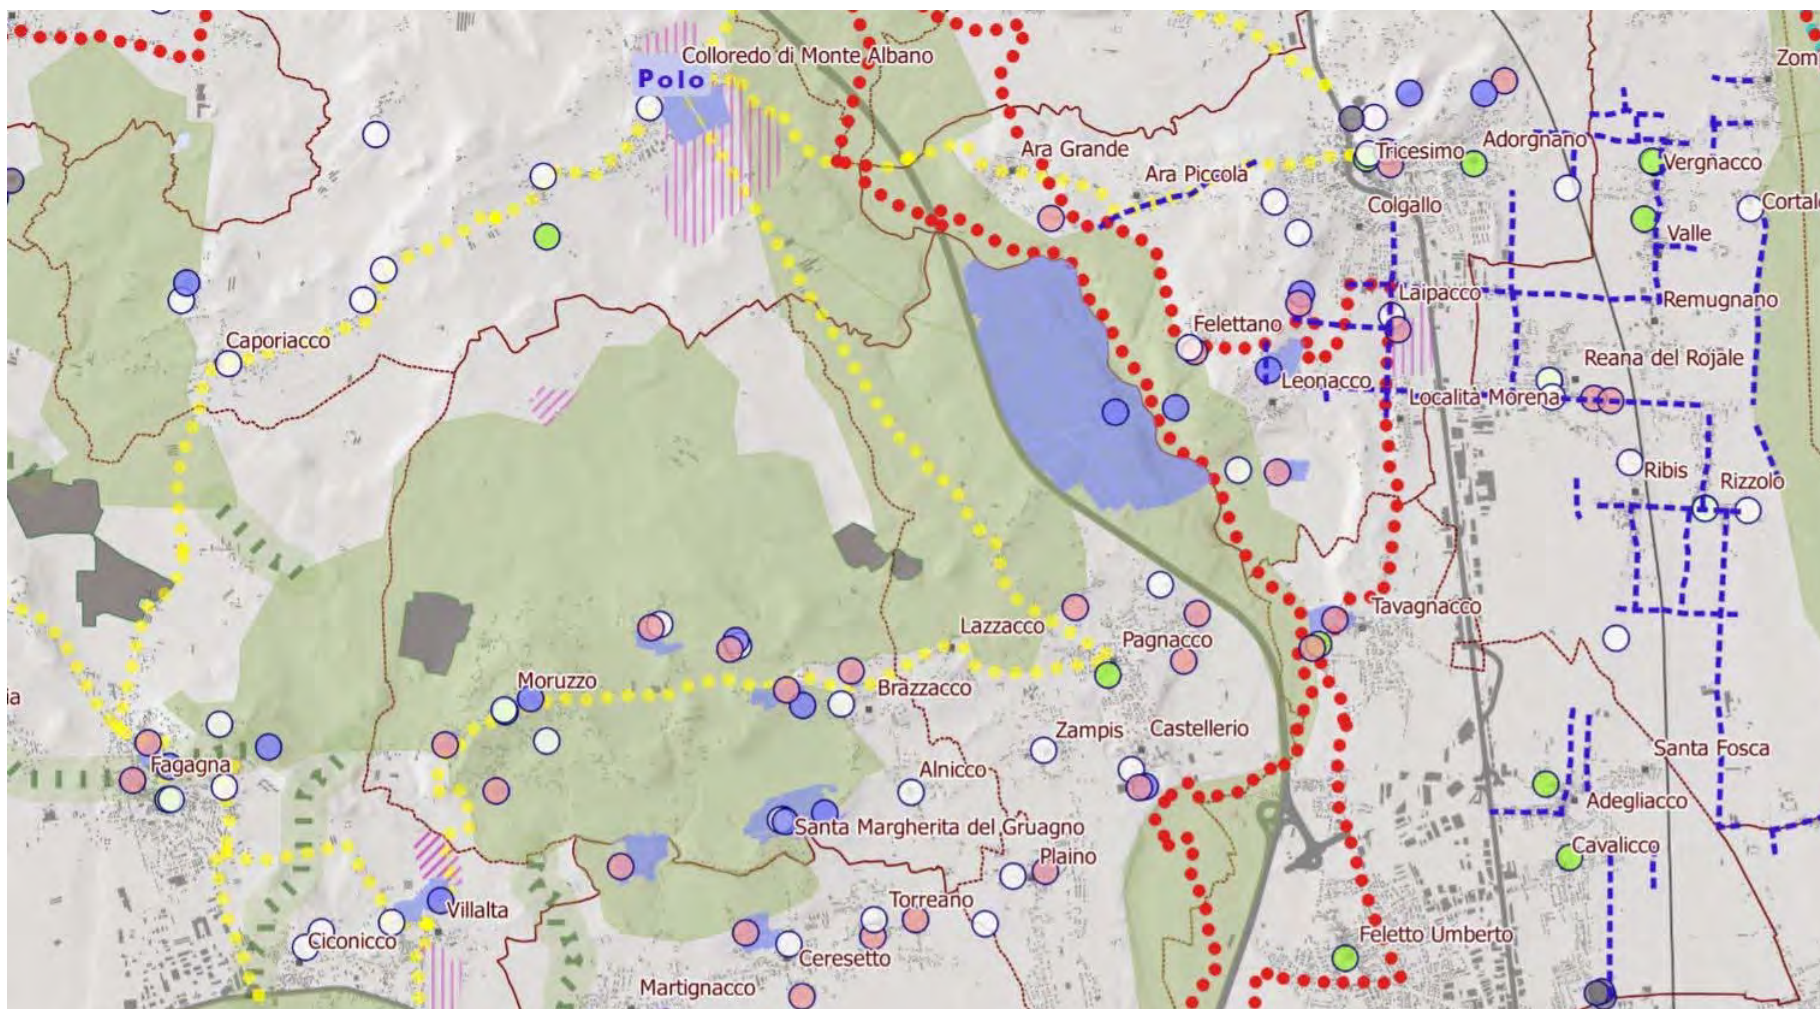 Colloredo di Monte Albano
Zom
Polo
Ara Grande
Tricesimo
Adorgnano
Vergnacco
Ara Piccola
Colgallo
Cortale
Valle
Laipacco
Remugnano
Caporiacco
Felettano
Reana del Rojale
Leonacco
Località Morena
Ribis
Rizzolo
Lazzacco
Tavagnacco
Pagnacco
Moruzzo
Brazzacco
ia
Zampis
Castellerio
Santa Fosca
Fagagna
Alnicco
Adegliacco
Santa Margherita del Gruagno
Cavalicco
Plaino
Villalta
Torreano
Ciconicco
Feletto Umberto
Ceresetto
Martignacco